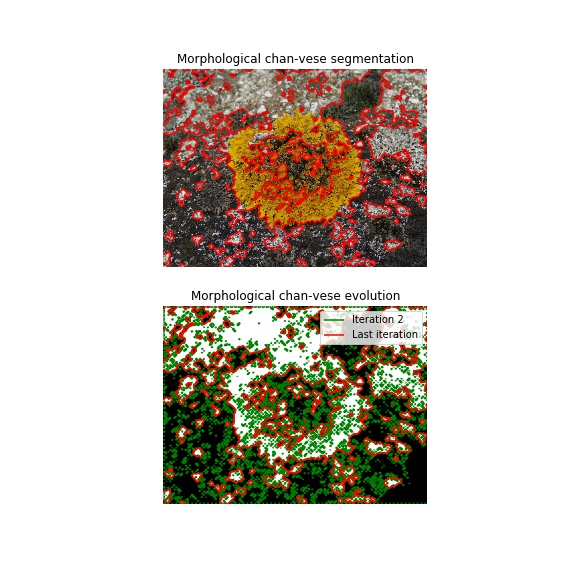 Morphological chan-vese segmentation
Morphological chan-vese evolution
Iteration 2
Last iteration